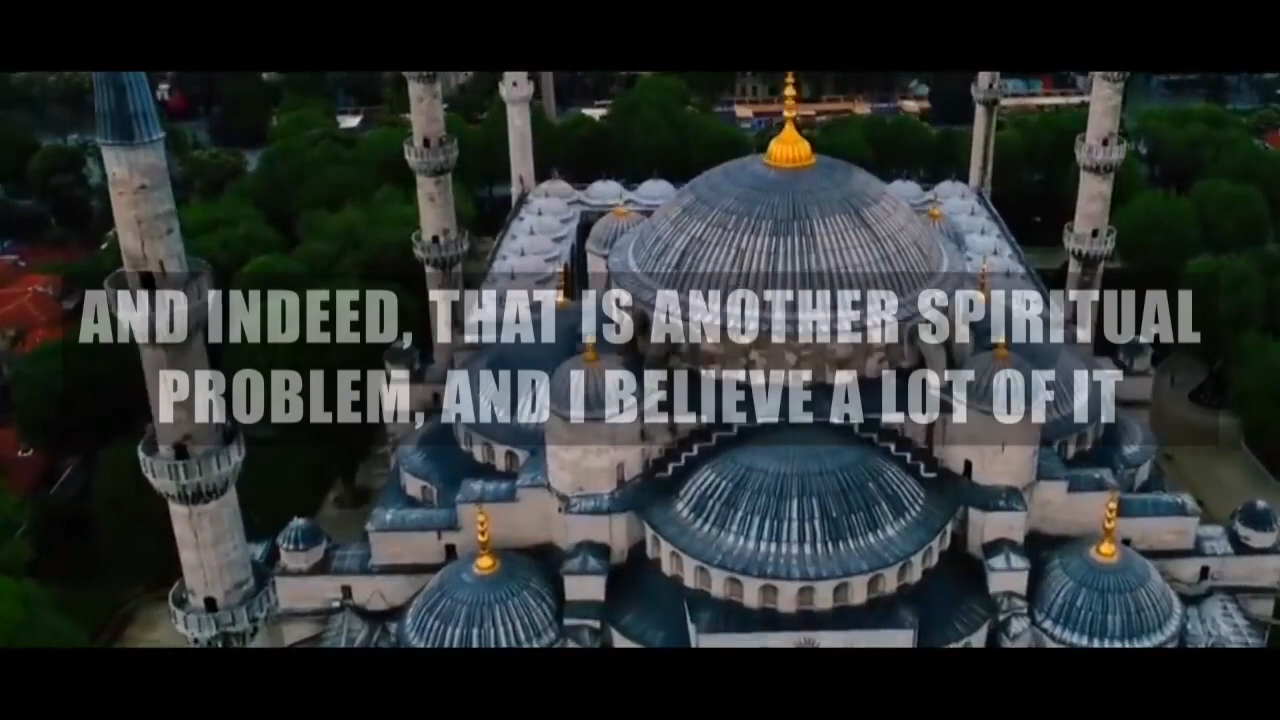 AND INDEED, THAT IS ANOTHER SPIRITUAL
PROBLEM, AND I BELIEVE A LOT OF IT